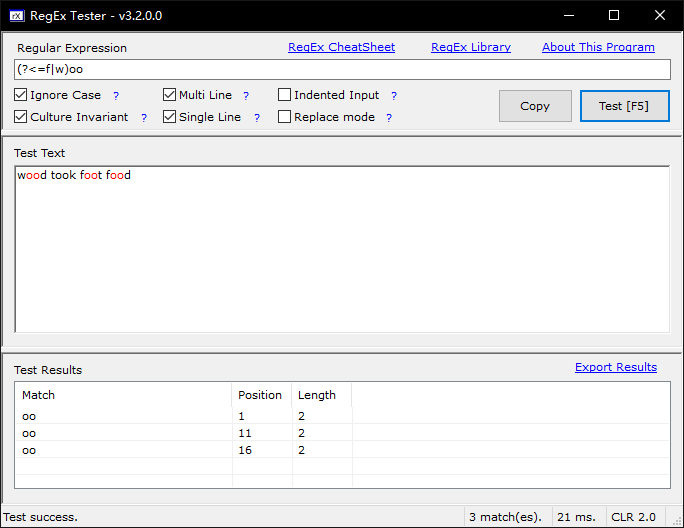 rX RegEx Tester - v3.2.0.0
Regular Expression RegEx CheatSheet RegEx Library About This Program
(?<=f|w)oo
Ignore Case ? Multi Line ? Indented Input ?
Culture Invariant ? Single Line ? Replace mode ?
Copy Test [F5]
Test Text
wood took foot food
Test Results Export Results
Match Position Length
oo 1 2
oo 11 2
oo 16 2
Test success. 3 match(es). 21 ms. CLR 2.0